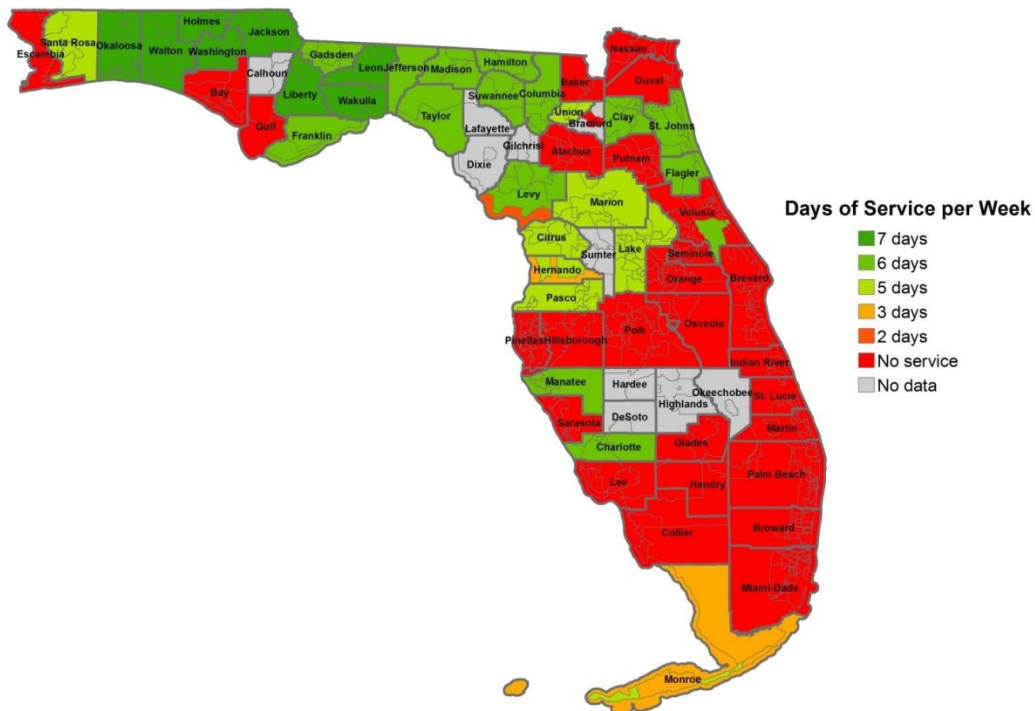 Holmes
Jackson
Escambia
Santa Rosa
Okaloosa
Walton
Washington
Calhoun
Bay
Gulf
Liberty
Gadsden
Leon
Wakulla
Franklin
Jefferson
Madison
Hamilton
Taylor
Suwannee
Columbia
Lafayette
Dixie
Gilchrist
Baker
Nassau
Duval
Union
Bradford
Clay
St. Johns
Alachua
Putnam
Flagler
Levy
Marion
Volusia
Citrus
Sumter
Lake
Seminole
Hernando
Orange
Brevard
Pasco
Pinellas
Hillsborough
Polk
Osceola
Indian River
Manatee
Hardee
Highlands
Okeechobee
St. Lucie
Sarasota
DeSoto
Martin
Charlotte
Glades
Lee
Hendry
Palm Beach
Collier
Broward
Miami-Dade
Monroe
Days of Service per Week
7 days
6 days
5 days
3 days
2 days
No service
No data